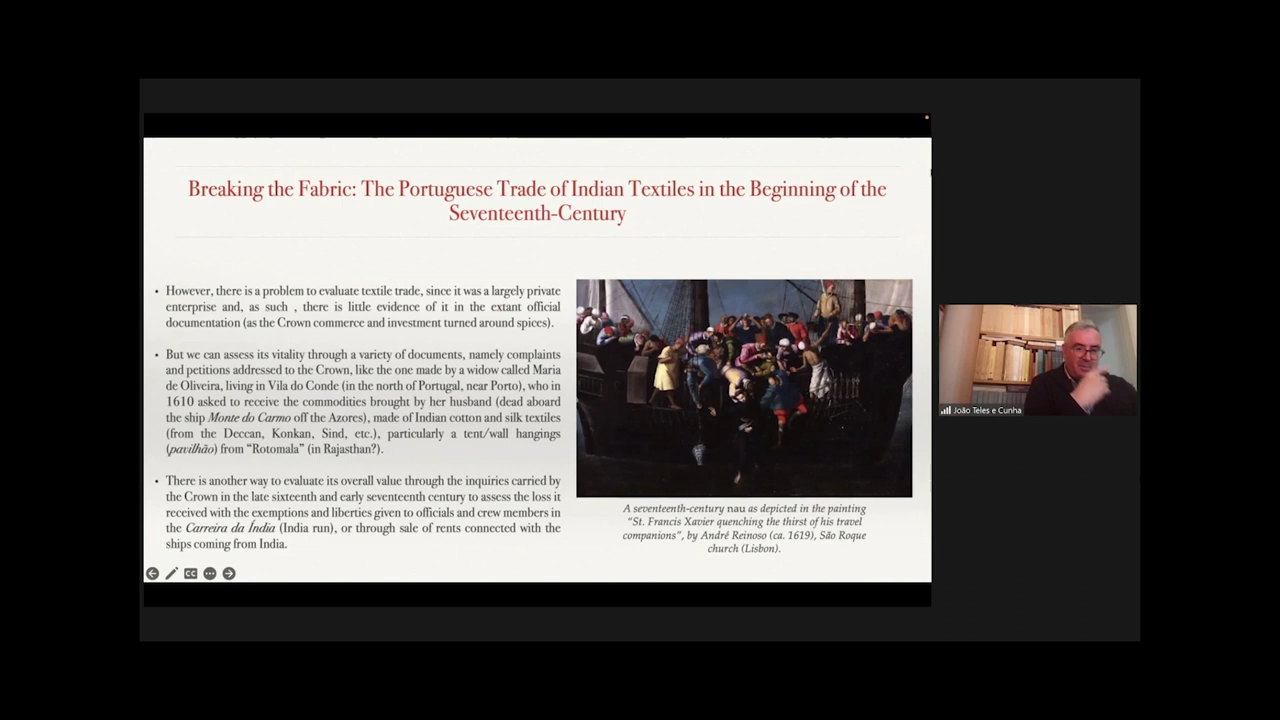 Breaking the Fabric: The Portuguese Trade of Indian Textiles in the Beginning of the
Seventeenth-Century
• However, there is a problem to evaluate textile trade, since it was a largely private
enterprise and, as such , there is little evidence of it in the extant official
documentation (as the Crown commerce and investment turned around spices).
• But we can assess its vitality through a variety of documents, namely complaints
and petitions addressed to the Crown, like the one made by a widow called Maria
de Oliveira, living in Vila do Conde (in the north of Portugal, near Porto), who in
1610 asked to receive the commodities brought by her husband (dead aboard
the ship Monte do Carmo off the Azores), made of Indian cotton and silk textiles
(from the Deccan, Konkan, Sind, etc.), particularly a tent/wall hangings
(pavilhão) from “Rotomala” (in Rajasthan?).
• There is another way to evaluate its overall value through the inquiries carried by
the Crown in the late sixteenth and early seventeenth century to assess the loss it
received with the exemptions and liberties given to officials and crew members in
the Carreira da Índia (India run), or through sale of rents connected with the
ships coming from India.
A seventeenth-century nau as depicted in the painting
“St. Francis Xavier quenching the thirst of his travel
companions”, by André Reinoso (ca. 1619), São Roque
church (Lisbon).
CC
João Teles e Cunha